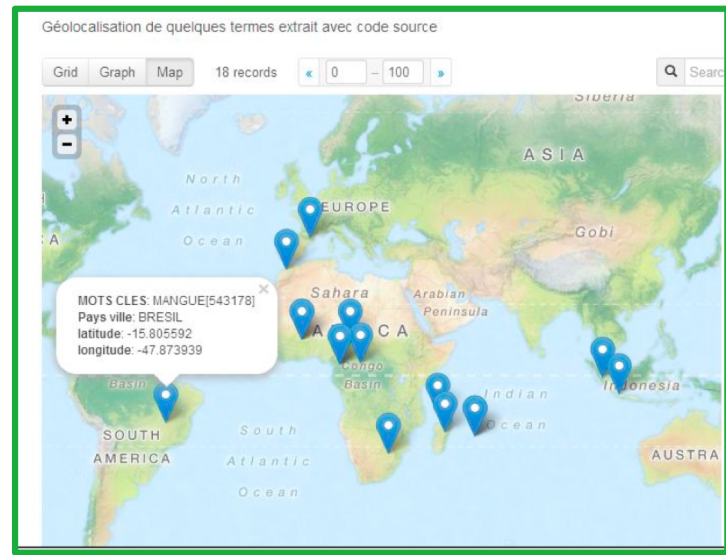 Géolocalisation de quelques termes extrait avec code source
Grid Graph Map 18 records « 0 – 100 » Searc
Siberia
+
-
ASIA
North
Atlantic
Ocean
EUROPE
Gobi
A
Sahara
Arabian
Peninsula
×
MOTS CLES: MANGUE[543178]
Pays ville: BRESIL
latitude: -15.805592
longitude: -47.873939
A CA
Congo
Basin
Basin
Indian
Ocean
Indonesia
SOUTH
AMERICA
South
Atlantic
Ocean
AUSTRA